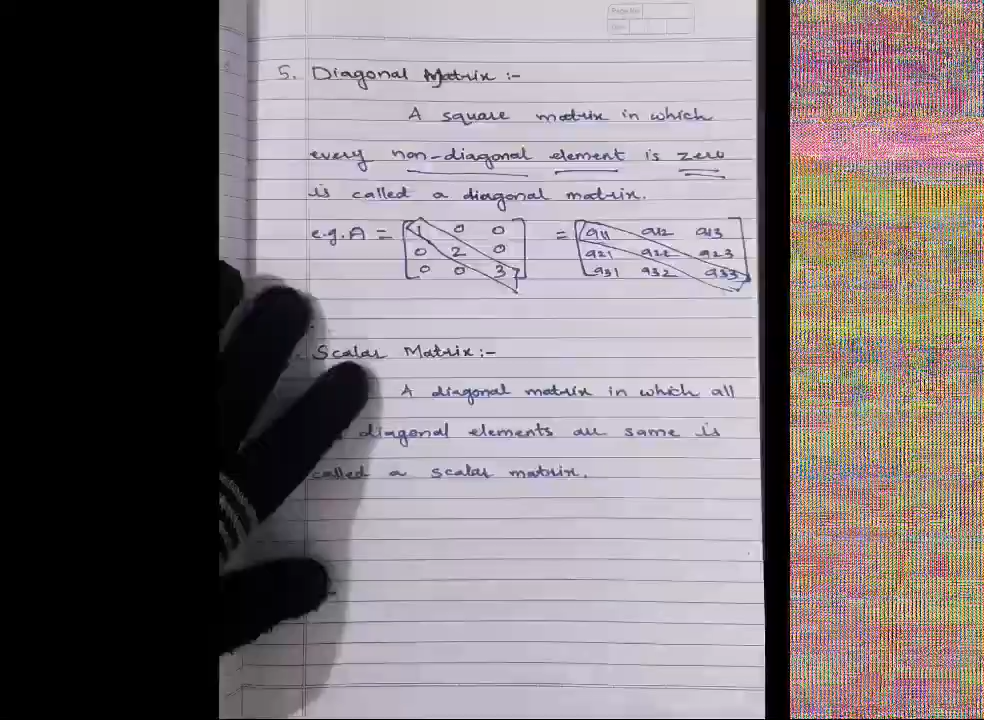 Page No.
5. Diagonal Matrix :-
A square matrix in which
every non-diagonal element is zero
is called a diagonal matrix.
e.g. A = [1 0 0 = [a11 a12 a13
0 2 0 a21 a22 a23
0 0 3] a31 a32 a33]
Scalar Matrix:-
A diagonal matrix in which all
diagonal elements are same is
called a scalar matrix.